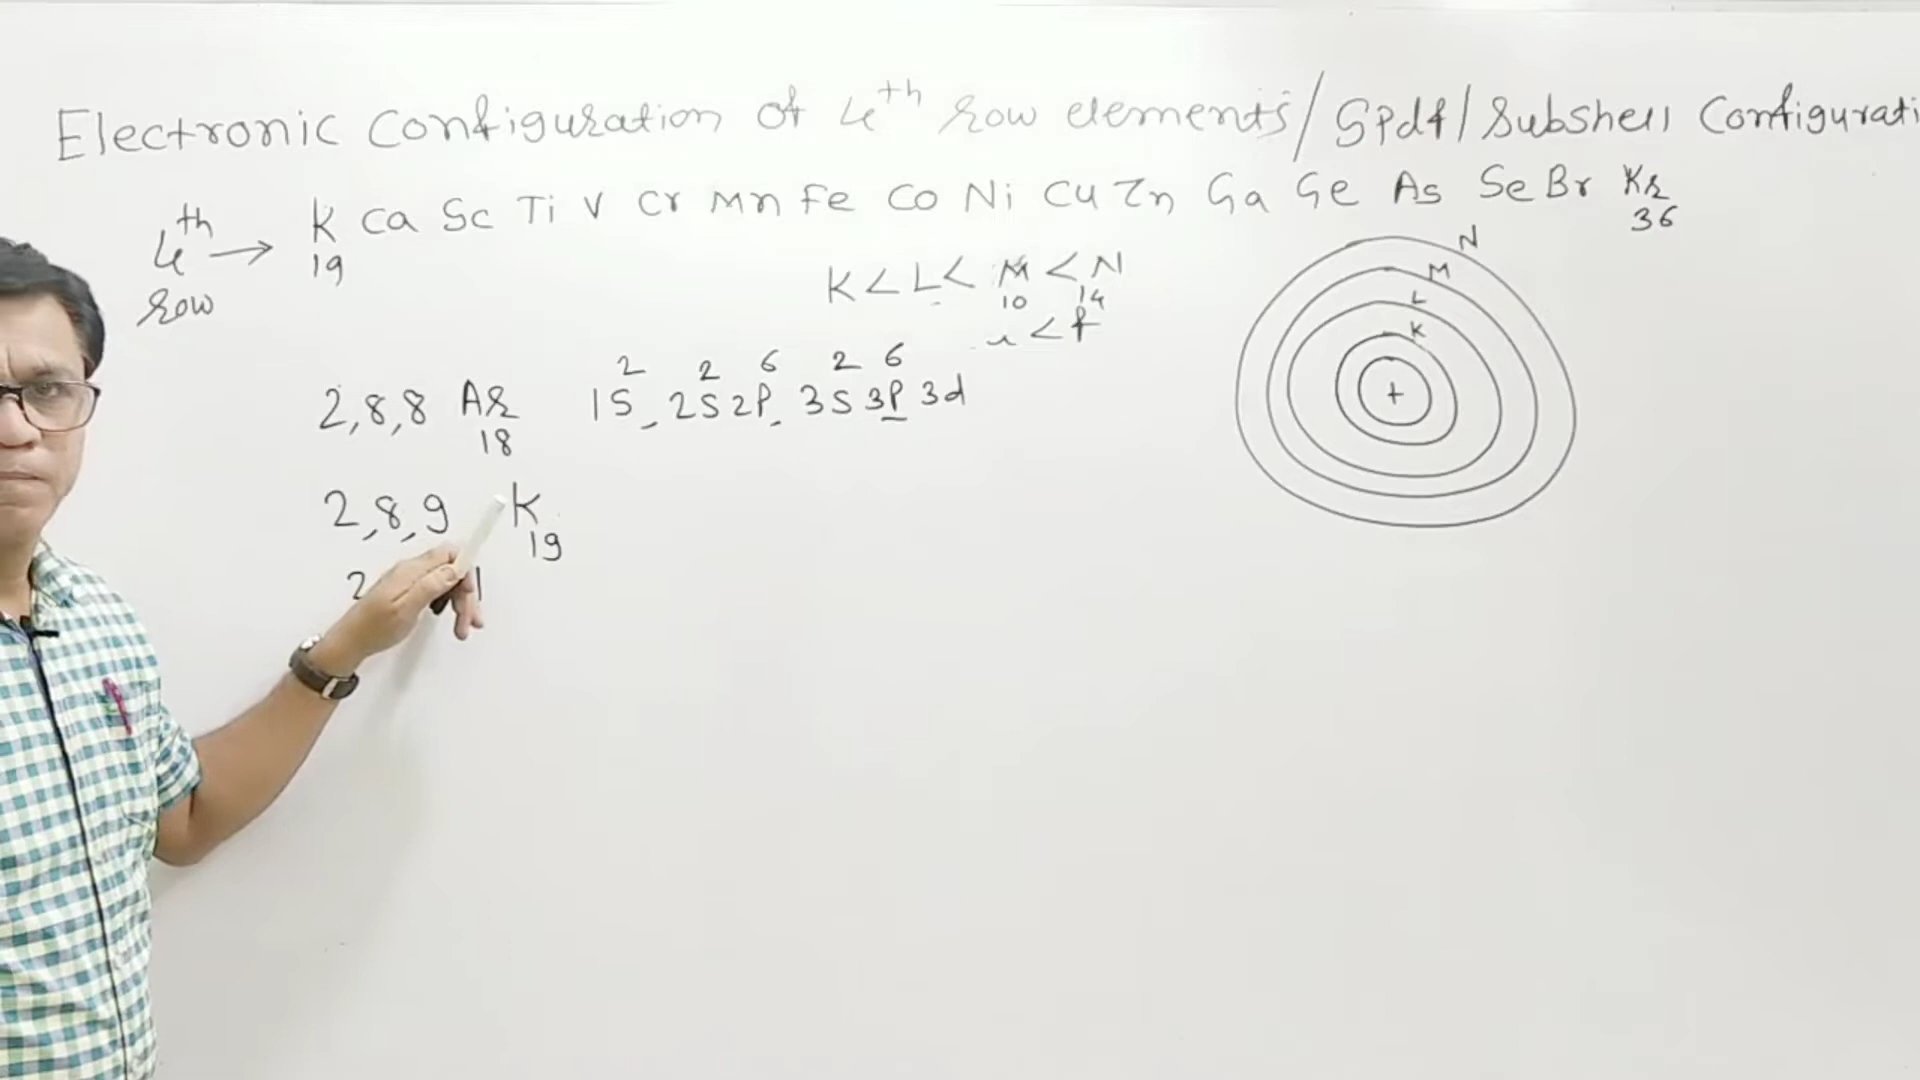 Electronic Configuration of 4th row elements/Spdf/Subshell Configurati
4th row → K Ca Sc Ti V Cr Mn Fe Co Ni Cu Zn Ga Ge As Se Br Kr
19 36
K < L < M < N
10 14
< f
2,8,8 Ar 1S² 2S² 2P⁶ 3S² 3P⁶ 3d
18
2,8,9 K
19
2 1
N
M
L
K
+